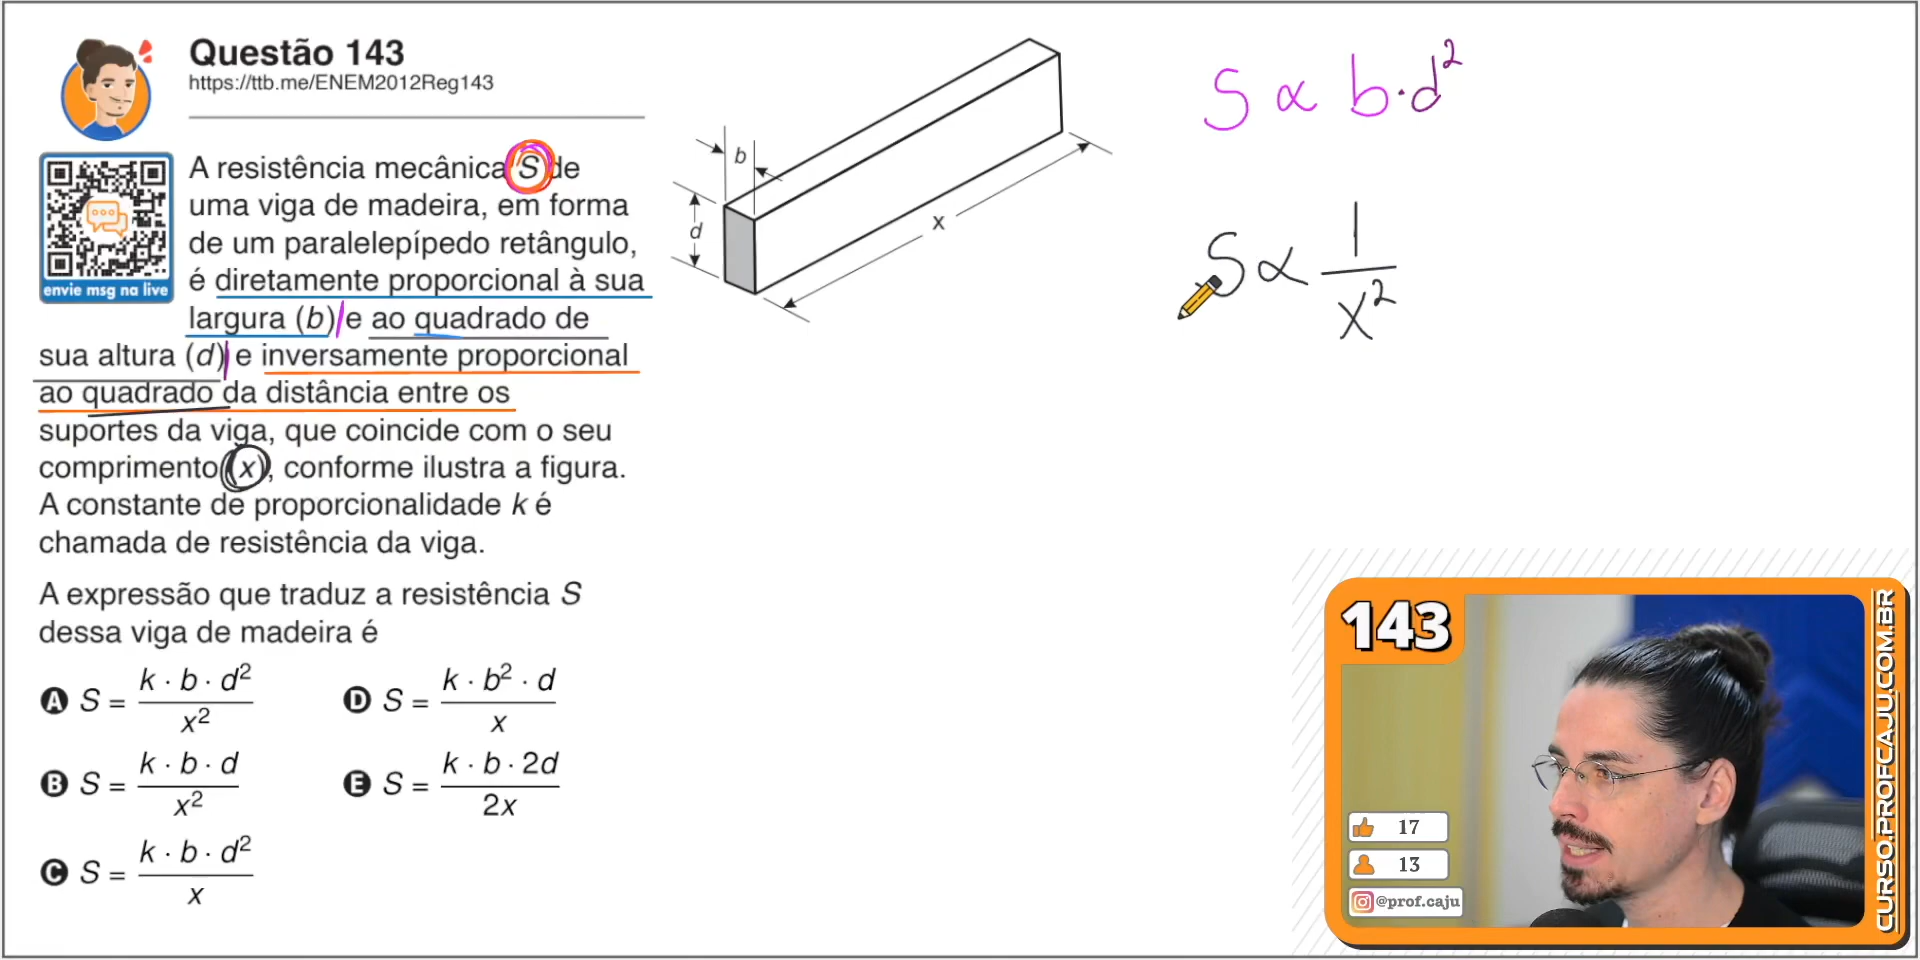 Questão 143
https://ttb.me/ENEM2012Reg143
envie msg na live
A resistência mecânica S de
uma viga de madeira, em forma
de um paralelepípedo retângulo,
é diretamente proporcional à sua
largura (b) e ao quadrado de
sua altura (d) e inversamente proporcional
ao quadrado da distância entre os
suportes da viga, que coincide com o seu
comprimento (x), conforme ilustra a figura.
A constante de proporcionalidade k é
chamada de resistência da viga.
A expressão que traduz a resistência S
dessa viga de madeira é
A S = k · b · d² / x²
B S = k · b · d / x²
C S = k · b · d² / x
D S = k · b² · d / x
E S = k · b · 2d / 2x
b
d
x
S ∝ b · d²
S ∝ 1 / x²
143
17
13
@prof.caju
CURSO.PROFCAJU.COM.BR